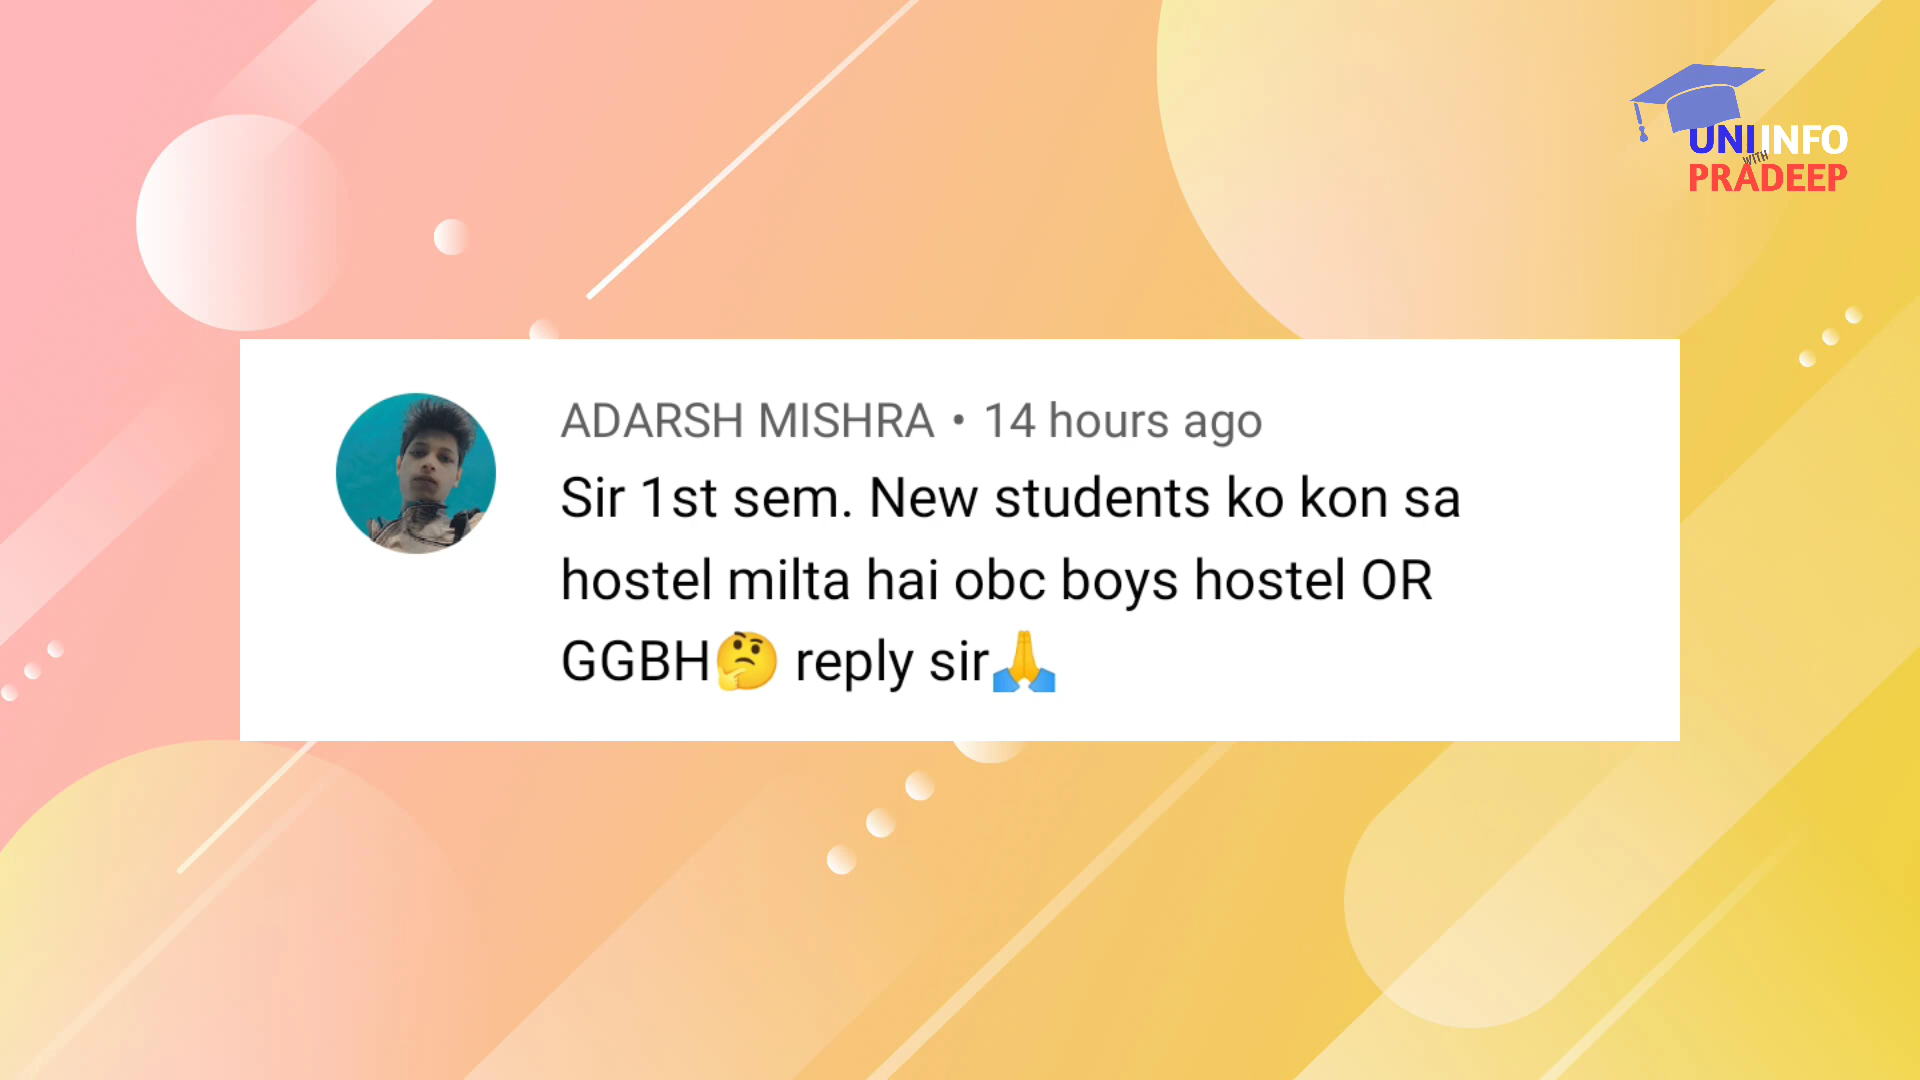 UNI INFO
WITH
PRADEEP
ADARSH MISHRA • 14 hours ago
Sir 1st sem. New students ko kon sa
hostel milta hai obc boys hostel OR
GGBH🤔 reply sir🙏